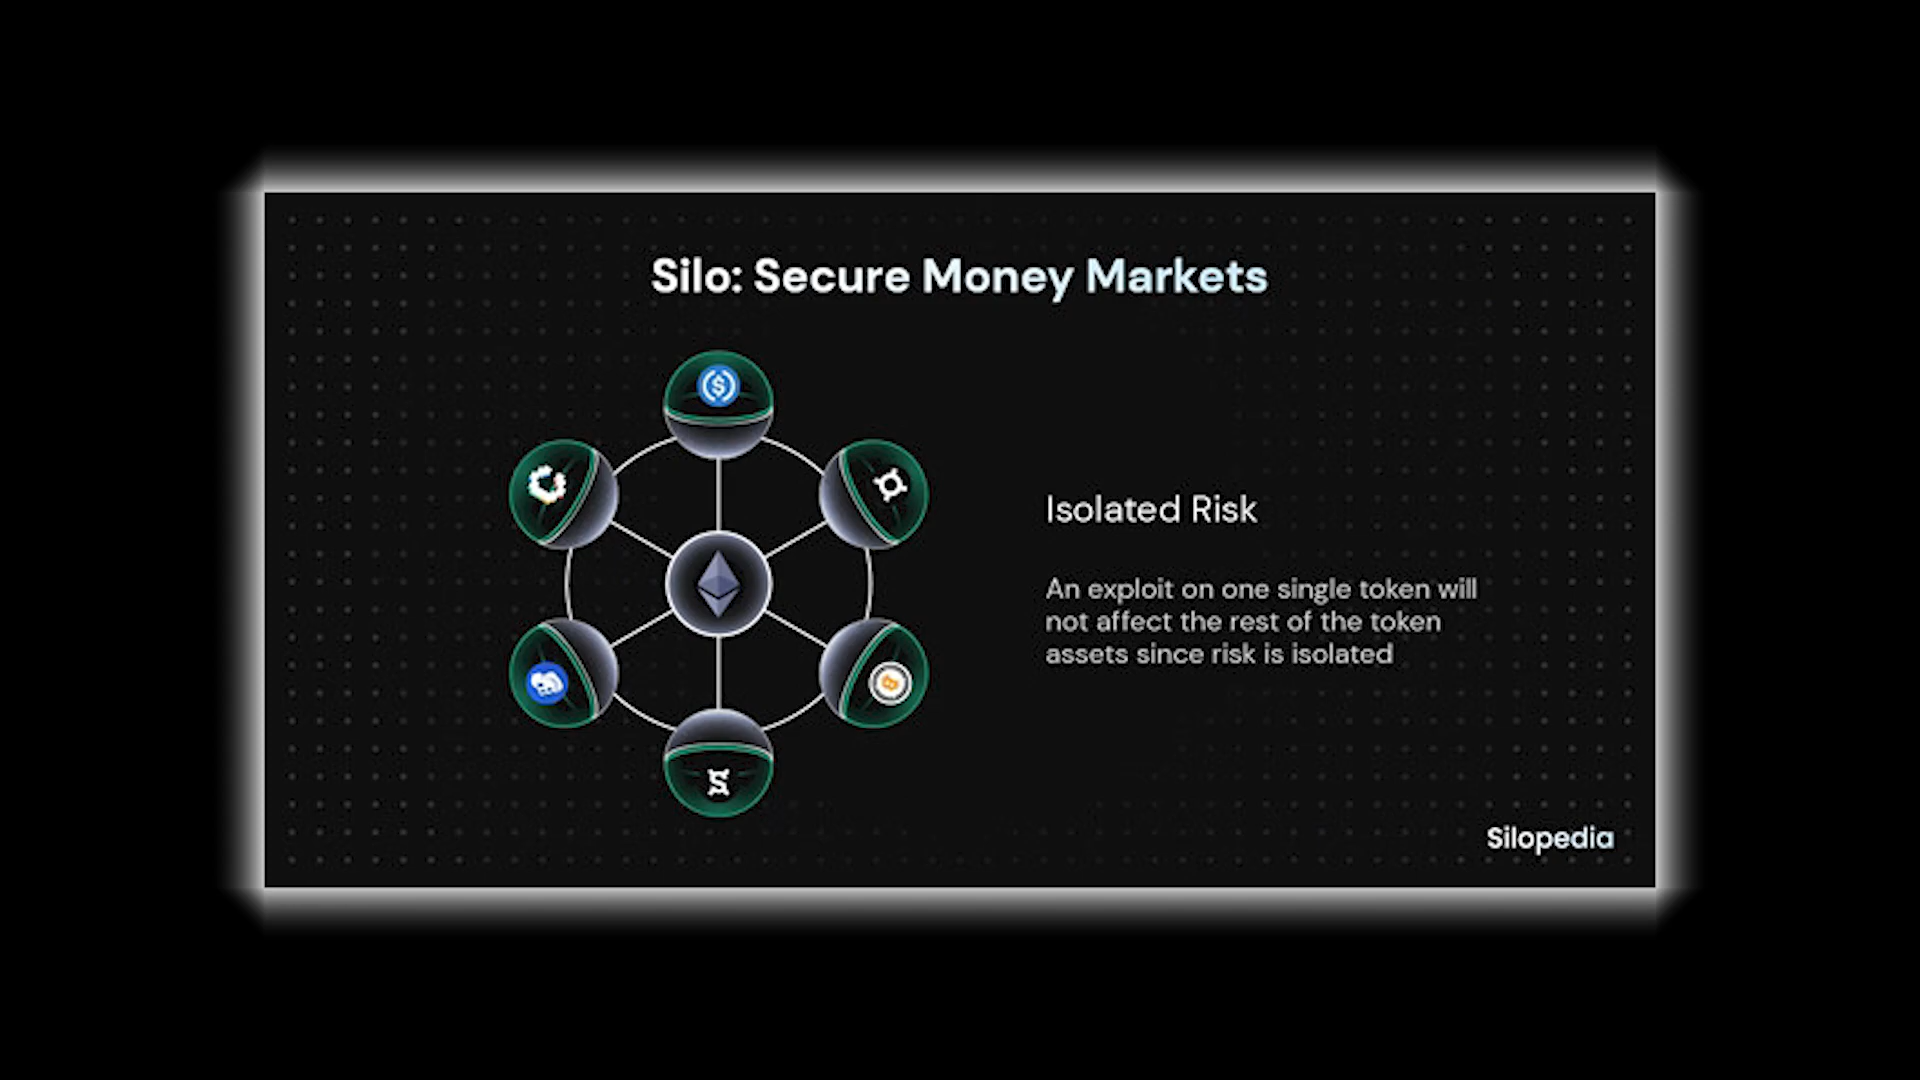 Silo: Secure Money Markets
Isolated Risk
An exploit on one single token will
not affect the rest of the token
assets since risk is isolated
Silopedia